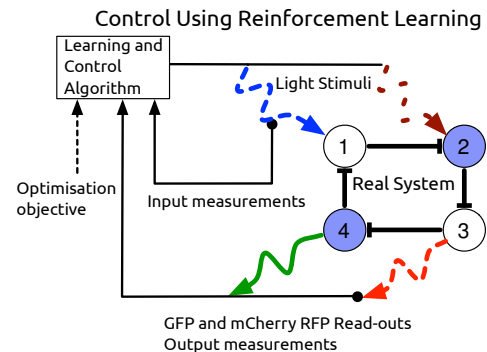 Control Using Reinforcement Learning
Learning and
Control
Algorithm
Light Stimuli
1
2
Real System
Optimisation
objective
Input measurements
4
3
GFP and mCherry RFP Read-outs
Output measurements